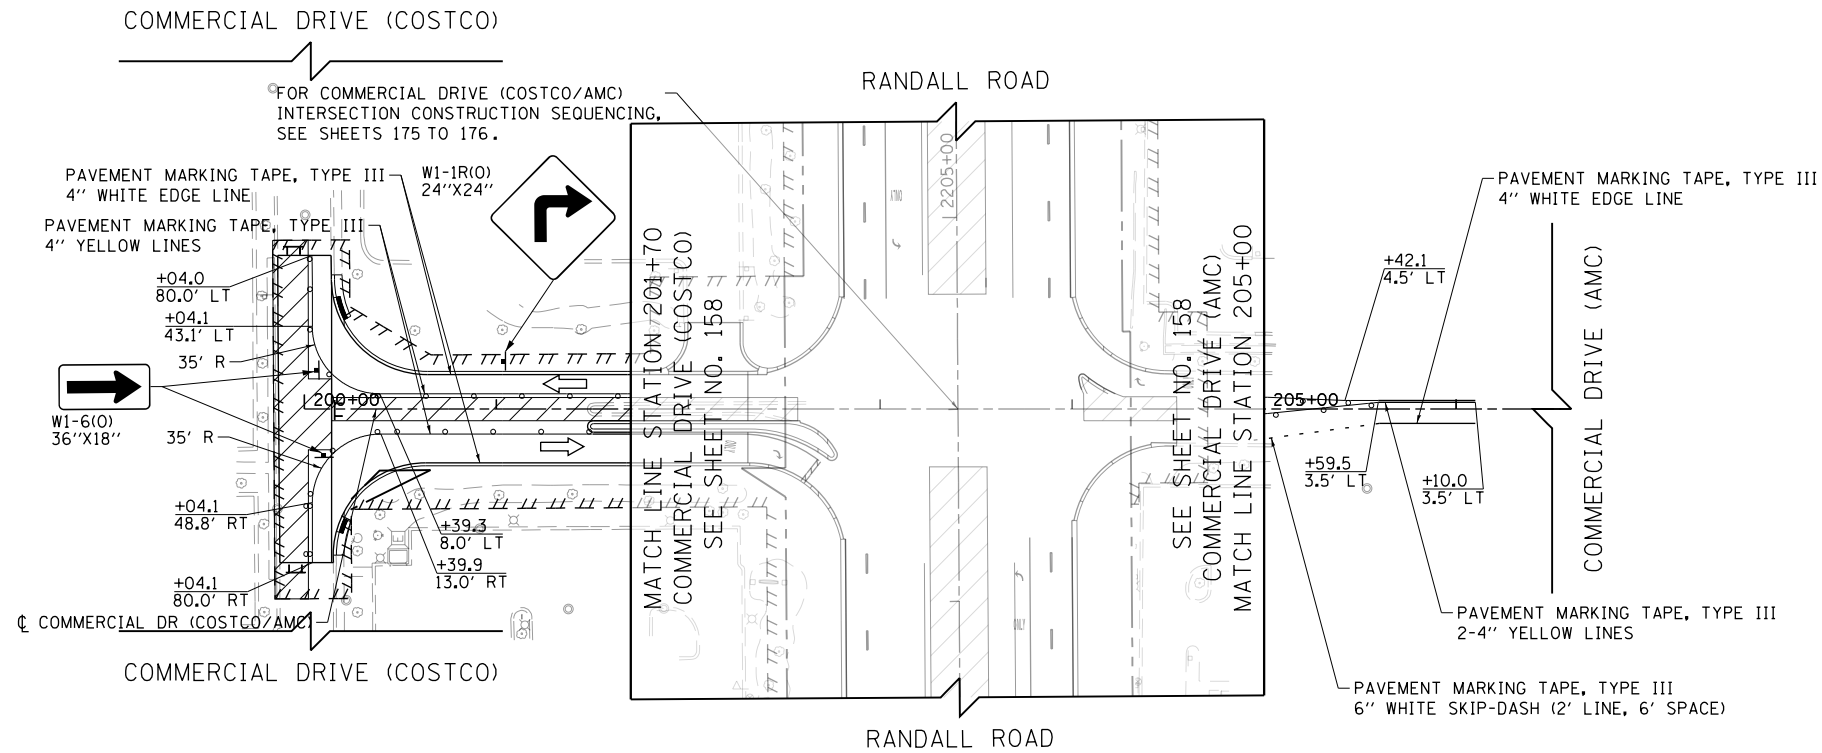 COMMERCIAL DRIVE (COSTCO)
FOR COMMERCIAL DRIVE (COSTCO/AMC)
INTERSECTION CONSTRUCTION SEQUENCING,
SEE SHEETS 175 TO 176.
RANDALL ROAD
PAVEMENT MARKING TAPE, TYPE III
4'' WHITE EDGE LINE
W1-1R(O)
24''X24''
PAVEMENT MARKING TAPE, TYPE III
4'' YELLOW LINES
+04.0
80.0' LT
+04.1
43.1' LT
35' R
W1-6(O)
36''X18''
35' R
+04.1
48.8' RT
+04.1
80.0' RT
℄ COMMERCIAL DR (COSTCO/AMC)
COMMERCIAL DRIVE (COSTCO)
200+00
+39.3
8.0' LT
+39.9
13.0' RT
MATCH LINE STATION 201+70
COMMERCIAL DRIVE (COSTCO)
SEE SHEET NO. 158
2205+00
ONLY
ONLY
ONLY
RANDALL ROAD
SEE SHEET NO. 158
COMMERCIAL DRIVE (AMC)
MATCH LINE STATION 205+00
205+00
PAVEMENT MARKING TAPE, TYPE III
4'' WHITE EDGE LINE
+42.1
4.5' LT
+59.5
3.5' LT
+10.0
3.5' LT
COMMERCIAL DRIVE (AMC)
PAVEMENT MARKING TAPE, TYPE III
2-4'' YELLOW LINES
PAVEMENT MARKING TAPE, TYPE III
6'' WHITE SKIP-DASH (2' LINE, 6' SPACE)